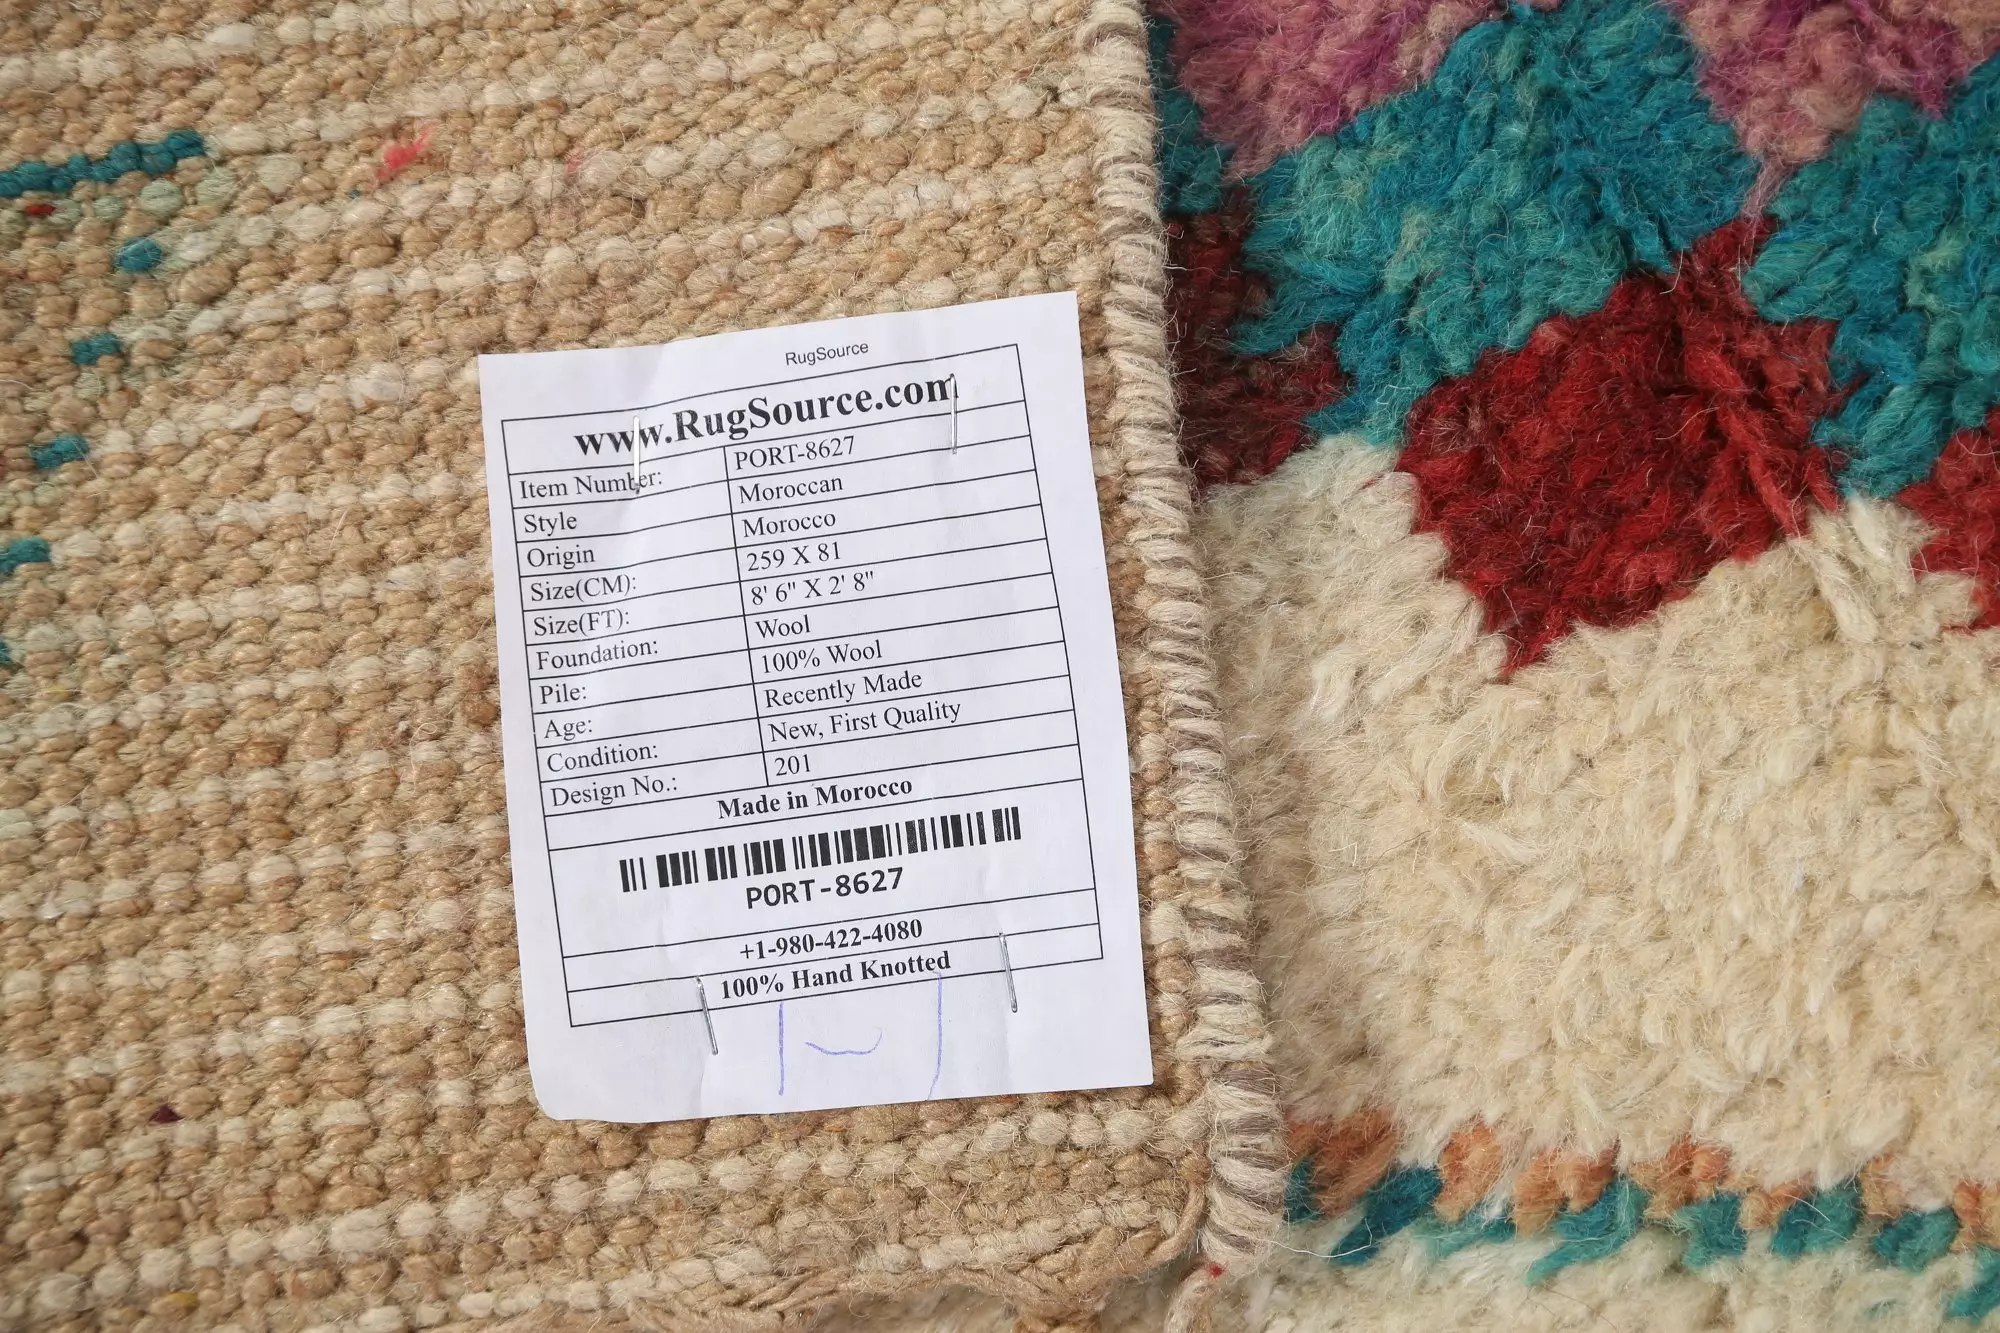 RugSource
www.RugSource.com
Item Number: PORT-8627
Style Moroccan
Origin Morocco
Size(CM): 259 X 81
Size(FT): 8' 6" X 2' 8"
Foundation: Wool
Pile: 100% Wool
Age: Recently Made
Condition: New, First Quality
Design No.: 201
Made in Morocco
PORT-8627
+1-980-422-4080
100% Hand Knotted